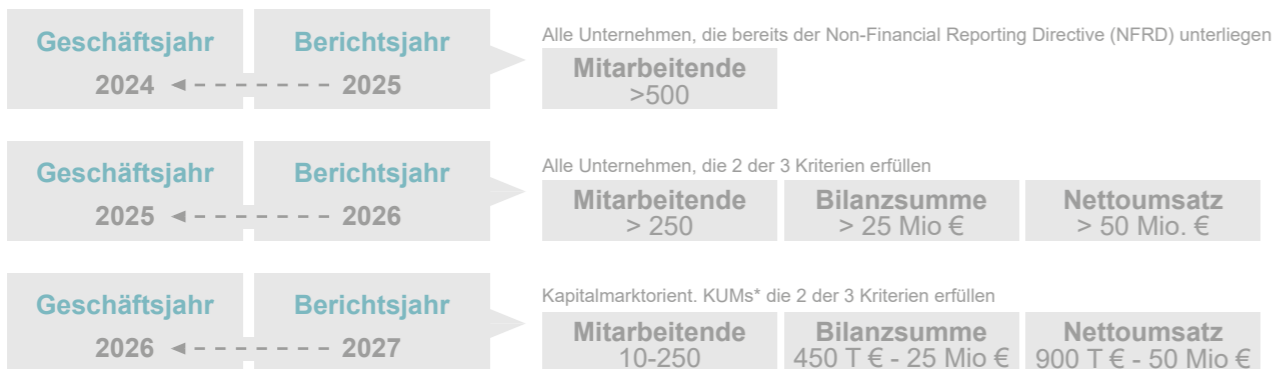 Geschäftsjahr Berichtsjahr
2024 2025
Alle Unternehmen, die bereits der Non-Financial Reporting Directive (NFRD) unterliegen
Mitarbeitende
>500
Geschäftsjahr Berichtsjahr
2025 2026
Alle Unternehmen, die 2 der 3 Kriterien erfüllen
Mitarbeitende Bilanzsumme Nettoumsatz
> 250 > 25 Mio € > 50 Mio. €
Geschäftsjahr Berichtsjahr
2026 2027
Kapitalmarktorient. KUMs* die 2 der 3 Kriterien erfüllen
Mitarbeitende Bilanzsumme Nettoumsatz
10-250 450 T € - 25 Mio € 900 T € - 50 Mio €